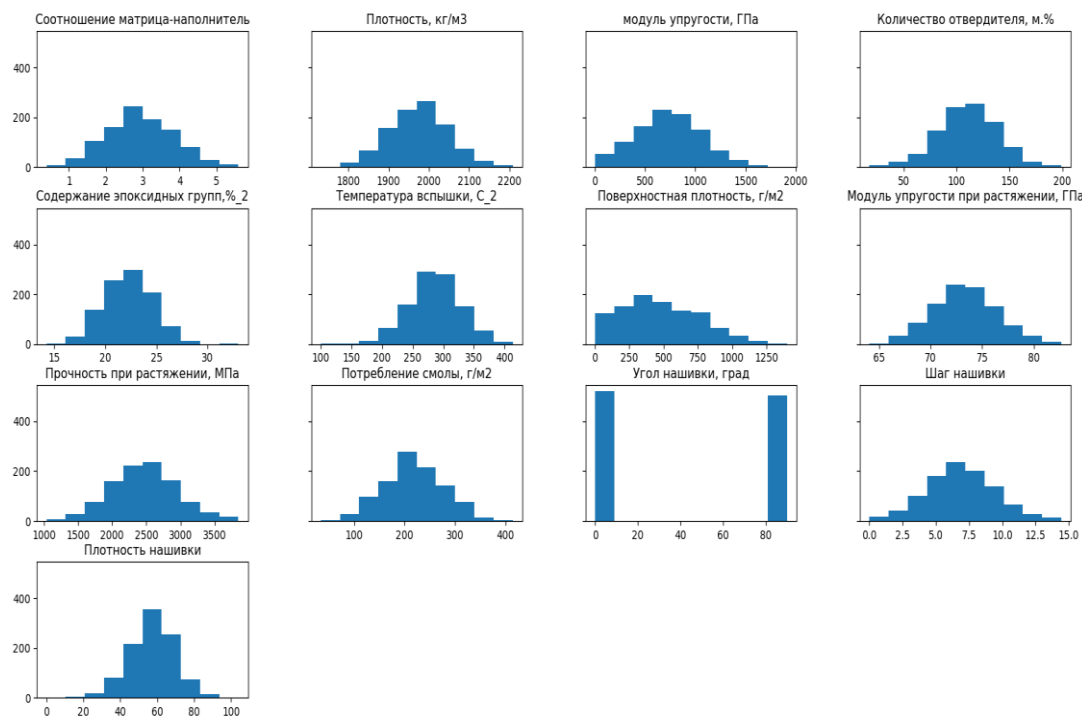 Соотношение матрица-наполнитель
Плотность, кг/м3
модуль упругости, ГПа
Количество отвердителя, м.%
400
200
0
1 2 3 4 5
1800 1900 2000 2100 2200
0 500 1000 1500 2000
50 100 150 200
Содержание эпоксидных групп,%_2
Температура вспышки, С_2
Поверхностная плотность, г/м2
Модуль упругости при растяжении, ГПа
400
200
0
15 20 25 30
100 150 200 250 300 350 400
0 250 500 750 1000 1250
65 70 75 80
Прочность при растяжении, МПа
Потребление смолы, г/м2
Угол нашивки, град
Шаг нашивки
400
200
0
1000 1500 2000 2500 3000 3500
100 200 300 400
0 20 40 60 80
0.0 2.5 5.0 7.5 10.0 12.5 15.0
Плотность нашивки
400
200
0
0 20 40 60 80 100